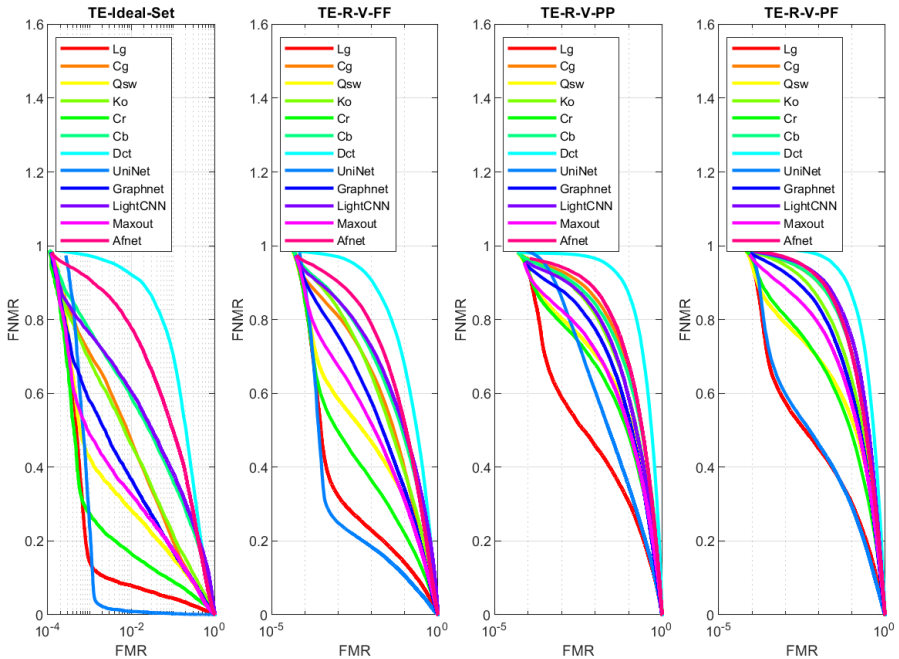 TE-Ideal-Set
1.6
1.4
1.2
1
0.8
0.6
0.4
0.2
0
FNMR
10^-4
10^-2
10^0
FMR
Lg
Cg
Qsw
Ko
Cr
Cb
Dct
UniNet
Graphnet
LightCNN
Maxout
Afnet
TE-R-V-FF
1.6
1.4
1.2
1
0.8
0.6
0.4
0.2
0
FNMR
10^-5
10^0
FMR
Lg
Cg
Qsw
Ko
Cr
Cb
Dct
UniNet
Graphnet
LightCNN
Maxout
Afnet
TE-R-V-PP
1.6
1.4
1.2
1
0.8
0.6
0.4
0.2
0
FNMR
10^-5
10^0
FMR
Lg
Cg
Qsw
Ko
Cr
Cb
Dct
UniNet
Graphnet
LightCNN
Maxout
Afnet
TE-R-V-PF
1.6
1.4
1.2
1
0.8
0.6
0.4
0.2
0
FNMR
10^-5
10^0
FMR
Lg
Cg
Qsw
Ko
Cr
Cb
Dct
UniNet
Graphnet
LightCNN
Maxout
Afnet